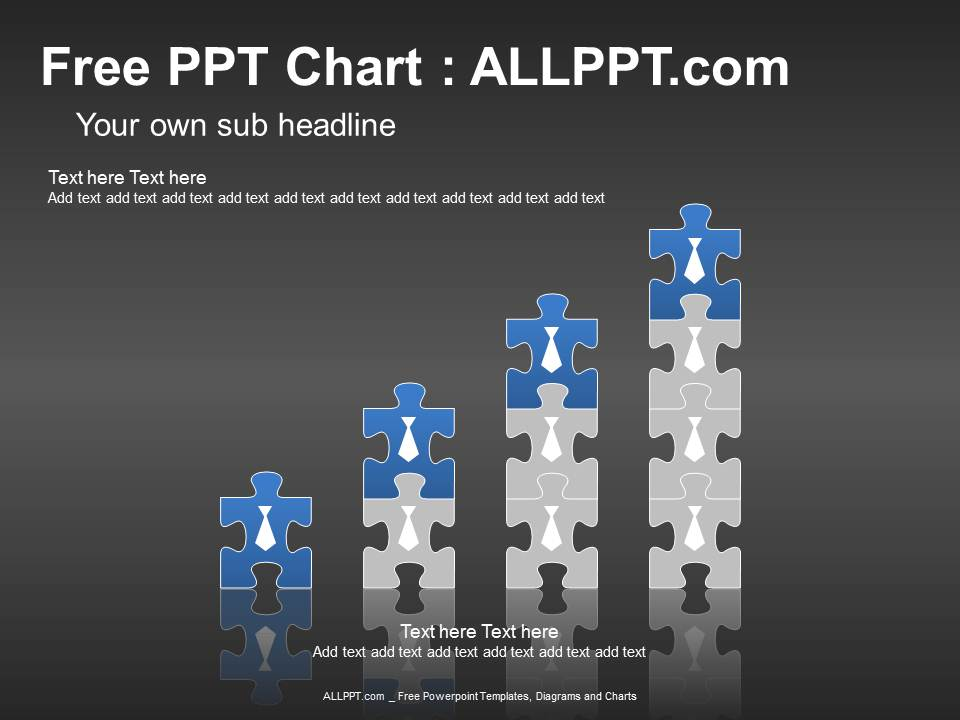 Free PPT Chart : ALLPPT.com
Your own sub headline
Text here Text here
Add text add text add text add text add text add text add text add text add text add text
Text here Text here
Add text add text add text add text add text add text
ALLPPT.com _ Free Powerpoint Templates, Diagrams and Charts